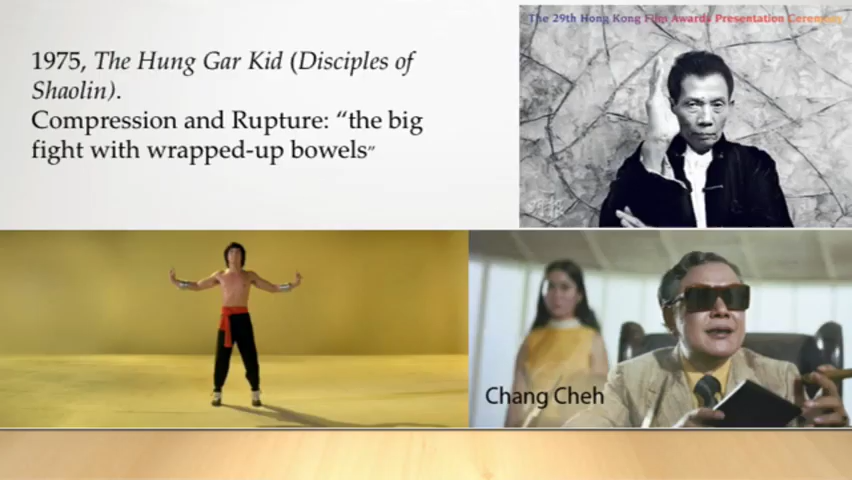 The 29th Hong Kong Film Awards Presentation Ceremony
1975, The Hung Gar Kid (Disciples of
Shaolin).
Compression and Rupture: “the big
fight with wrapped-up bowels”
Chang Cheh